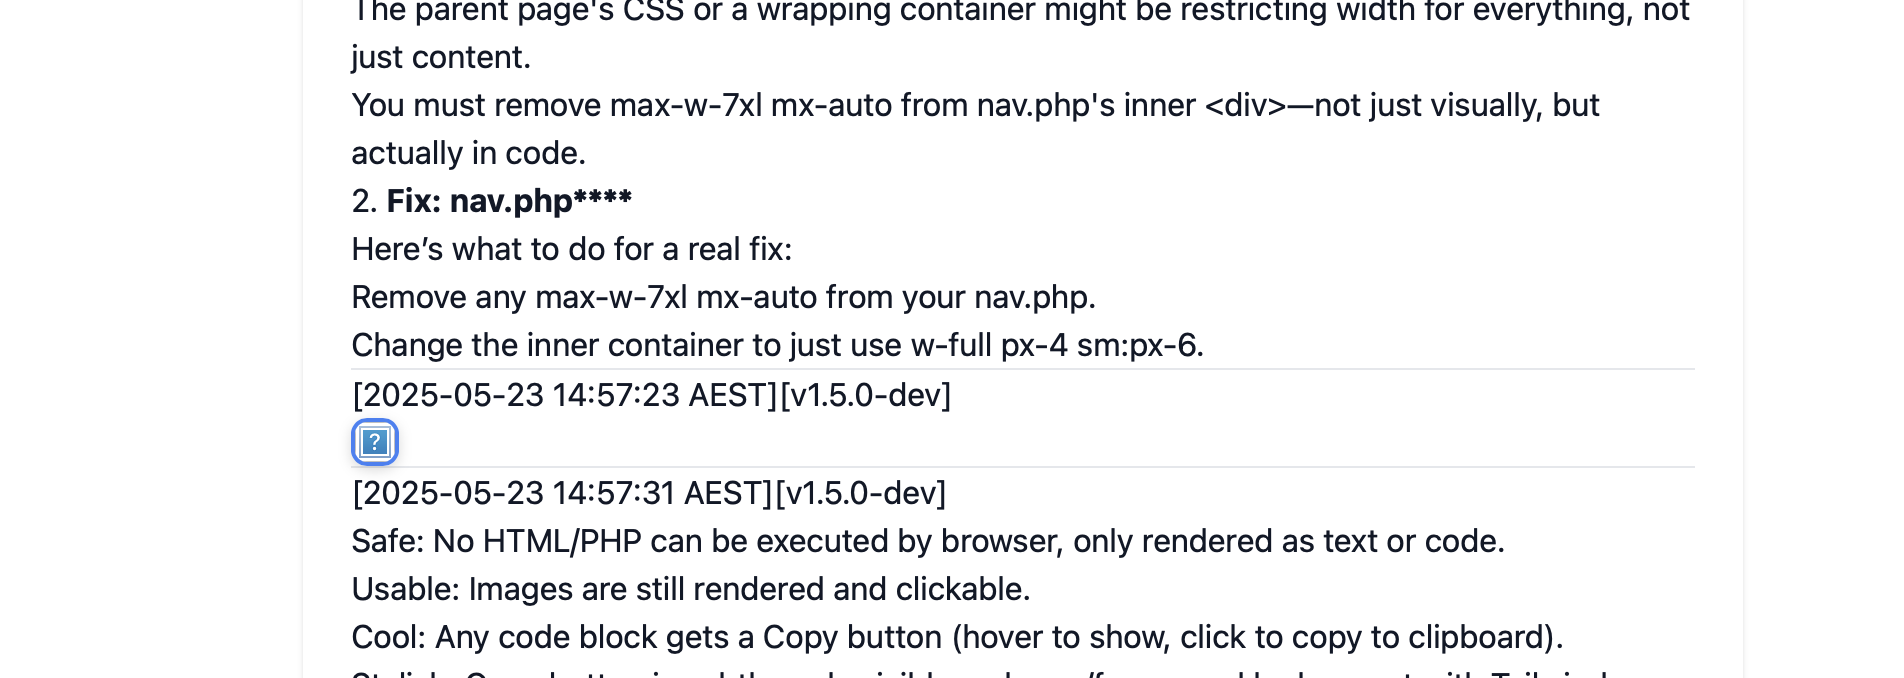 The parent page's CSS or a wrapping container might be restricting width for everything, not
just content.
You must remove max-w-7xl mx-auto from nav.php's inner <div>—not just visually, but
actually in code.
2. Fix: nav.php****
Here’s what to do for a real fix:
Remove any max-w-7xl mx-auto from your nav.php.
Change the inner container to just use w-full px-4 sm:px-6.
[2025-05-23 14:57:23 AEST][v1.5.0-dev]
?
[2025-05-23 14:57:31 AEST][v1.5.0-dev]
Safe: No HTML/PHP can be executed by browser, only rendered as text or code.
Usable: Images are still rendered and clickable.
Cool: Any code block gets a Copy button (hover to show, click to copy to clipboard).